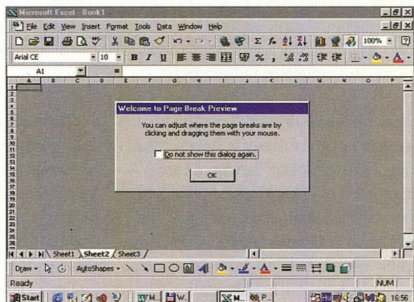 Microsoft Excel - Book1
File Edit View Insert Format Tools Data Window Help
100%
Arial CE 10 B I U
A1 =
Welcome to Page Break Preview
You can adjust where the page breaks are by
clicking and dragging them with your mouse.
Do not show this dialog again.
OK
Sheet1 Sheet2 Sheet3
Draw AutoShapes
Ready NUM
Start M... W... M... P... 16:56